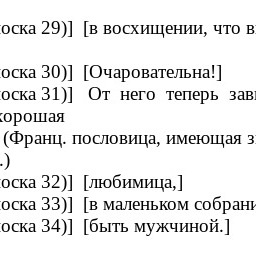 оска 29)] [в восхищении, что в
оска 30)] [Очаровательна!]
оска 31)] От него теперь зав
хорошая
(Франц. пословица, имеющая з
.)
оска 32)] [любимица,]
оска 33)] [в маленьком собрани
оска 34)] [быть мужчиной.]